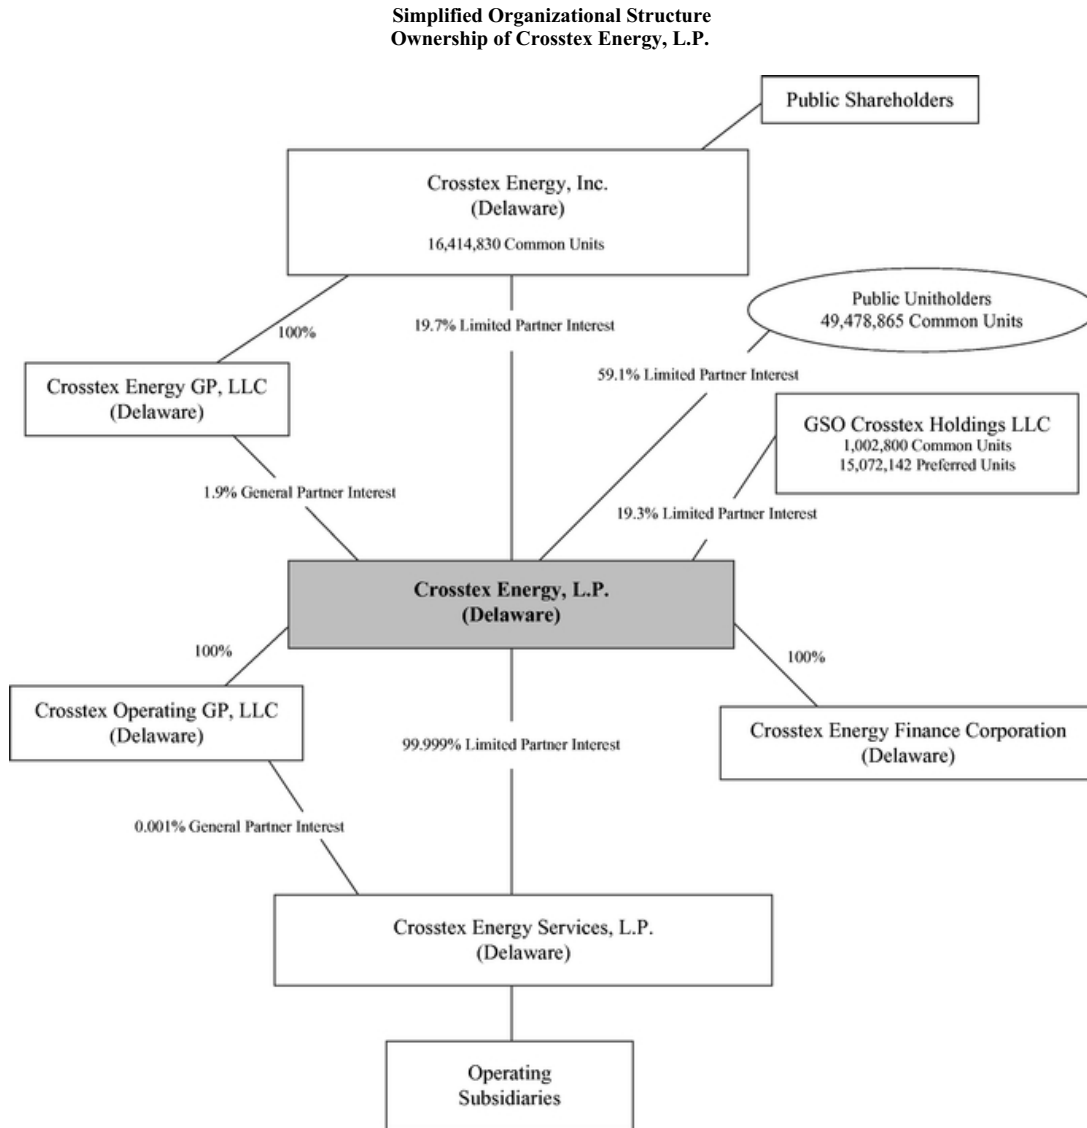 Simplified Organizational Structure
Ownership of Crosstex Energy, L.P.
Public Shareholders
Crosstex Energy, Inc.
(Delaware)
16,414,830 Common Units
Public Unitholders
49,478,865 Common Units
100%
19.7% Limited Partner Interest
59.1% Limited Partner Interest
Crosstex Energy GP, LLC
(Delaware)
GSO Crosstex Holdings LLC
1,002,800 Common Units
15,072,142 Preferred Units
1.9% General Partner Interest
19.3% Limited Partner Interest
Crosstex Energy, L.P.
(Delaware)
100%
100%
Crosstex Operating GP, LLC
(Delaware)
99.999% Limited Partner Interest
Crosstex Energy Finance Corporation
(Delaware)
0.001% General Partner Interest
Crosstex Energy Services, L.P.
(Delaware)
Operating
Subsidiaries